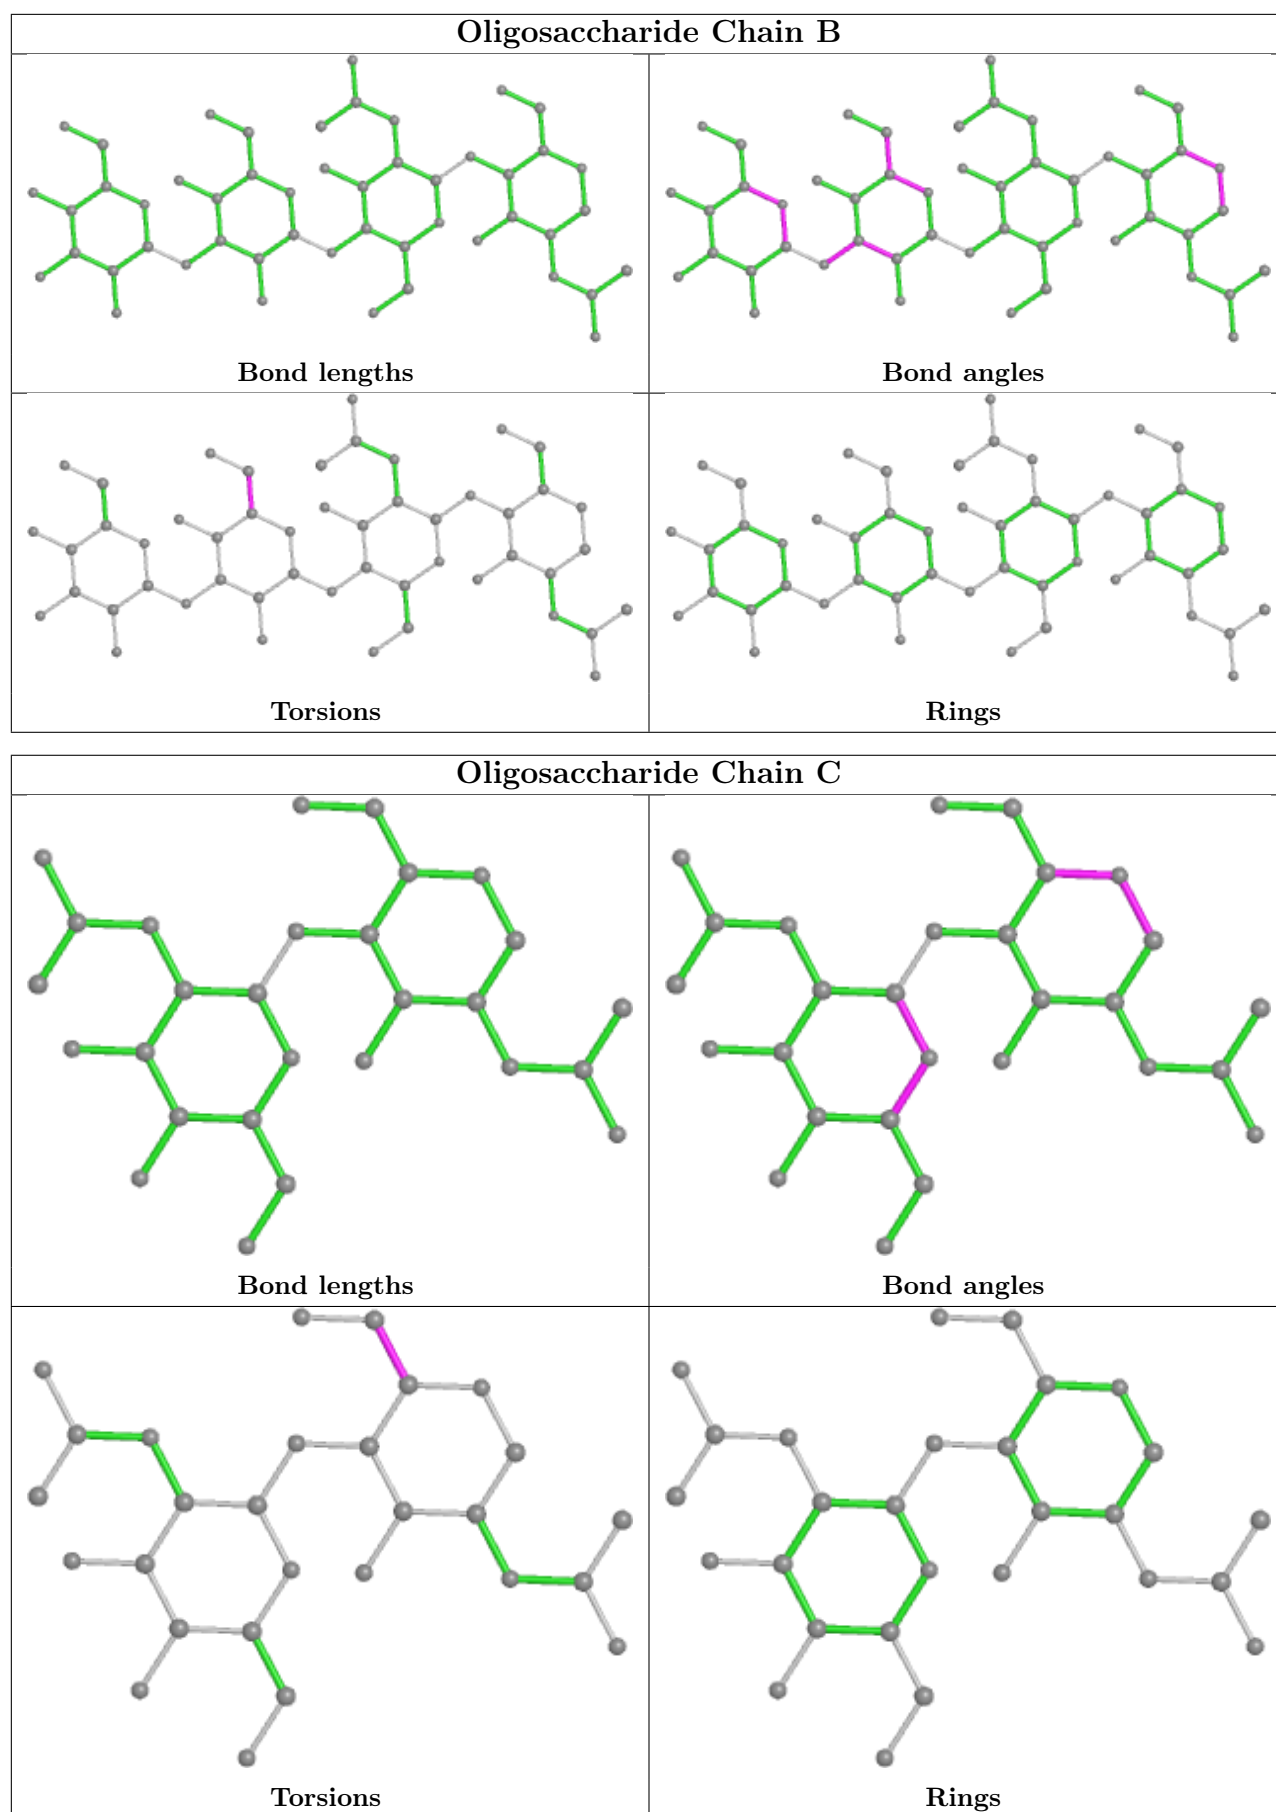 Oligosaccharide Chain B
Bond lengths
Bond angles
Torsions
Rings
Oligosaccharide Chain C
Bond lengths
Bond angles
Torsions
Rings